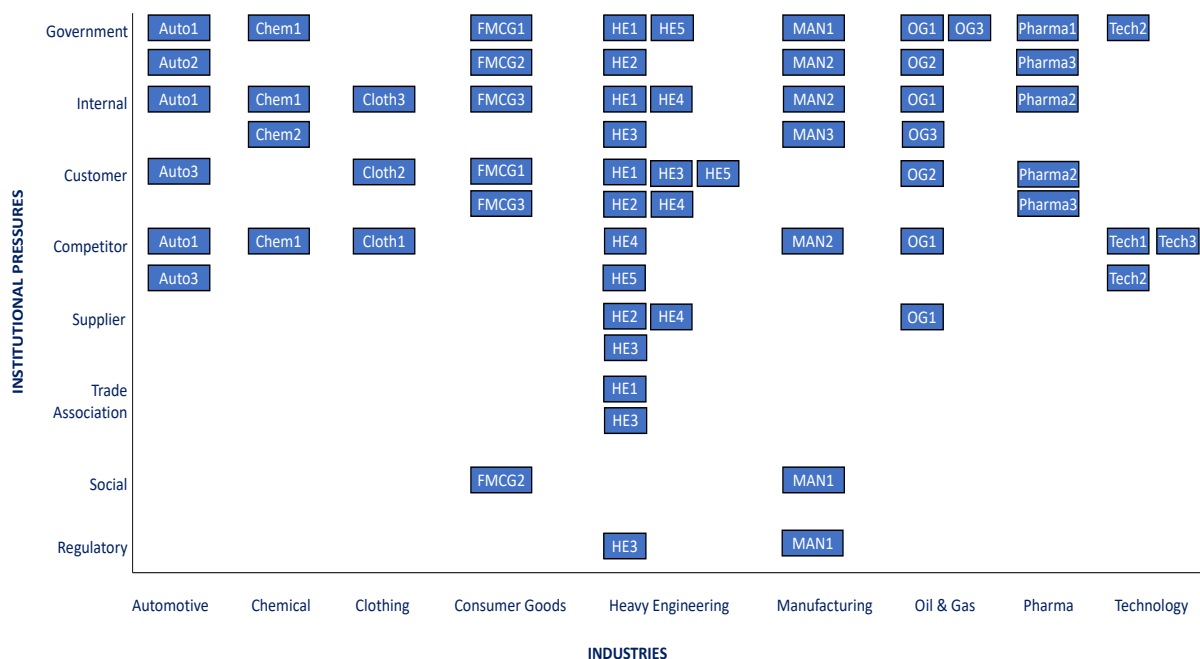 Government Auto1 Chem1 FMCG1 HE1 HE5 MAN1 OG1 OG3 Pharma1 Tech2
Auto2 FMCG2 HE2 MAN2 OG2 Pharma3
Internal Auto1 Chem1 Cloth3 FMCG3 HE1 HE4 MAN2 OG1 Pharma2
Chem2 HE3 MAN3 OG3
Customer Auto3 Cloth2 FMCG1 HE1 HE3 HE5 OG2 Pharma2
FMCG3 HE2 HE4 Pharma3
Competitor Auto1 Chem1 Cloth1 HE4 MAN2 OG1 Tech1 Tech3
Auto3 HE5 Tech2
Supplier HE2 HE4 OG1
HE3
Trade HE1
Association HE3
Social FMCG2 MAN1
Regulatory HE3 MAN1
INSTITUTIONAL PRESSURES
Automotive Chemical Clothing Consumer Goods Heavy Engineering Manufacturing Oil & Gas Pharma Technology
INDUSTRIES